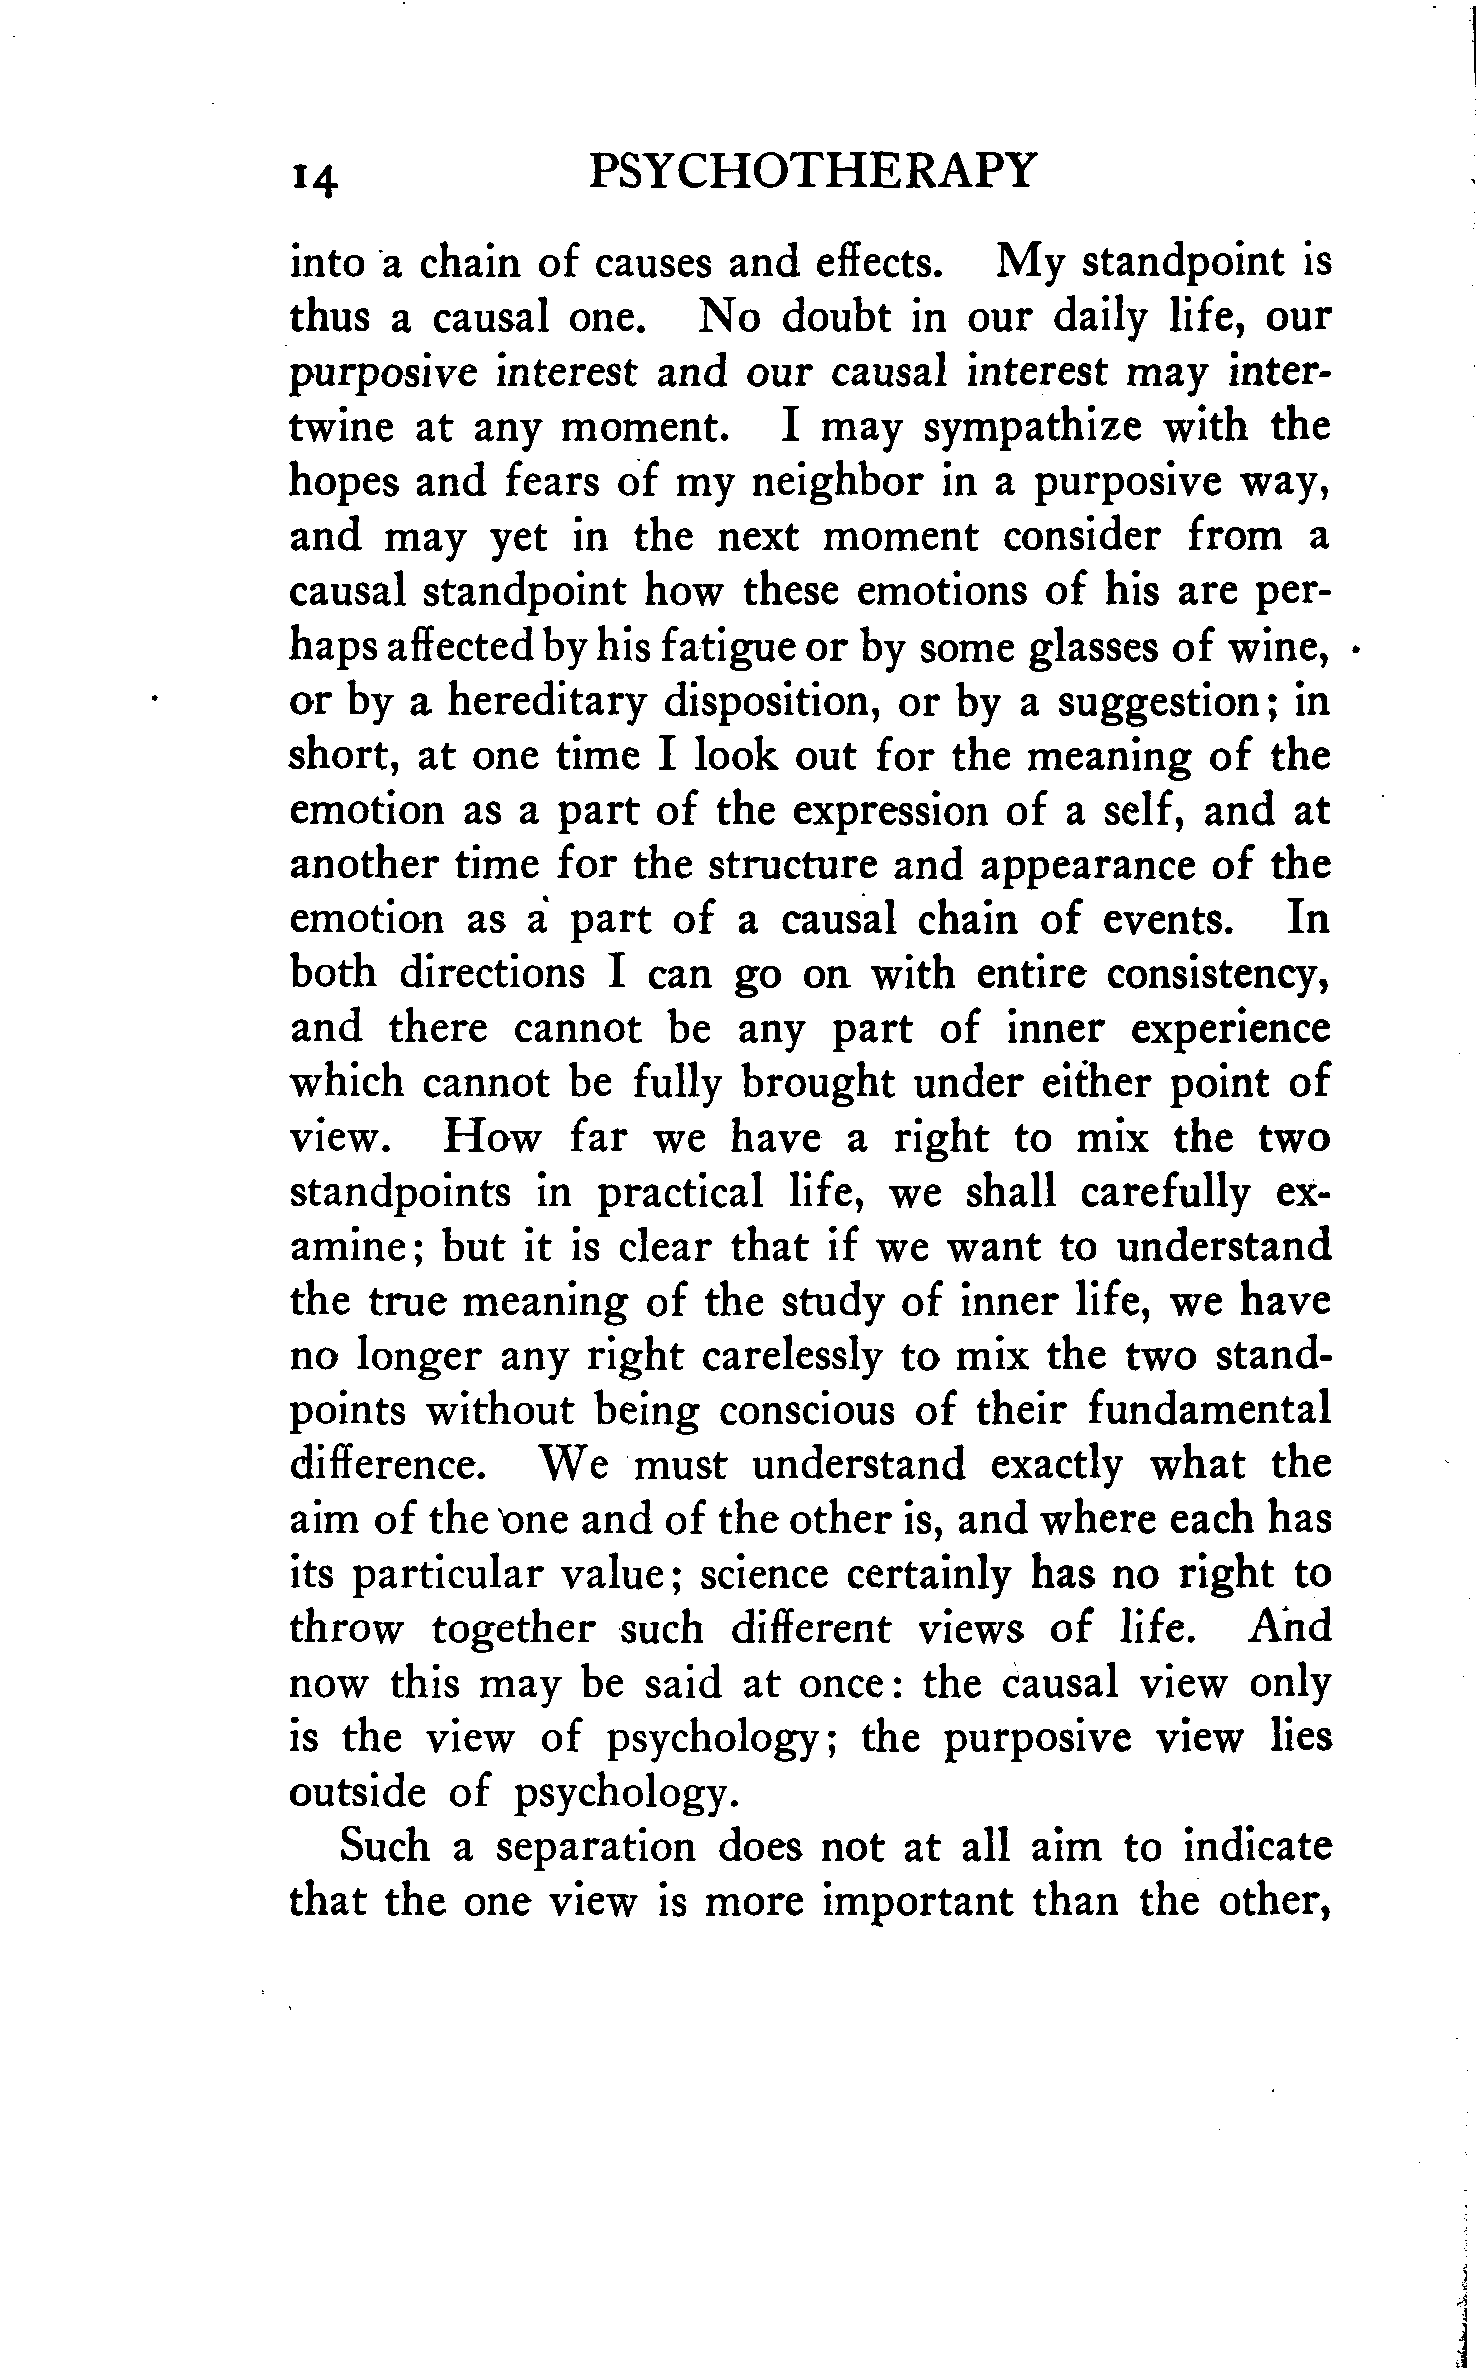 14 PSYCHOTHERAPY
into a chain of causes and effects. My standpoint is
thus a causal one. No doubt in our daily life, our
purposive interest and our causal interest may inter-
twine at any moment. I may sympathize with the
hopes and fears of my neighbor in a purposive way,
and may yet in the next moment consider from a
causal standpoint how these emotions of his are per-
haps affected by his fatigue or by some glasses of wine,
or by a hereditary disposition, or by a suggestion; in
short, at one time I look out for the meaning of the
emotion as a part of the expression of a self, and at
another time for the structure and appearance of the
emotion as a part of a causal chain of events. In
both directions I can go on with entire consistency,
and there cannot be any part of inner experience
which cannot be fully brought under either point of
view. How far we have a right to mix the two
standpoints in practical life, we shall carefully ex-
amine; but it is clear that if we want to understand
the true meaning of the study of inner life, we have
no longer any right carelessly to mix the two stand-
points without being conscious of their fundamental
difference. We must understand exactly what the
aim of the one and of the other is, and where each has
its particular value; science certainly has no right to
throw together such different views of life. And
now this may be said at once: the causal view only
is the view of psychology; the purposive view lies
outside of psychology.
Such a separation does not at all aim to indicate
that the one view is more important than the other,